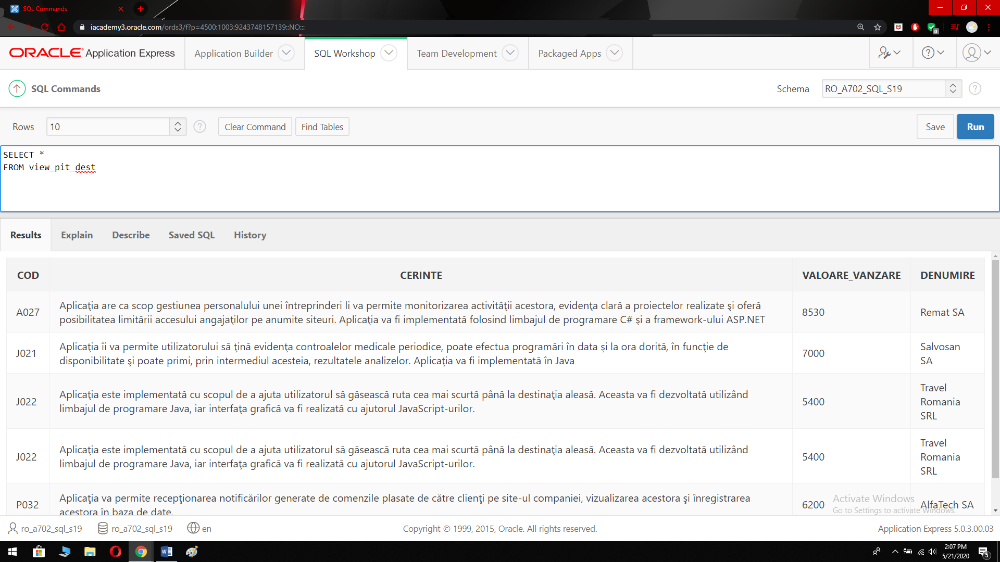 SQL Commands
iacademy3.oracle.com/ords3/f?p=4500:1003:9243748157139::NO:::
0
ORACLE Application Express
Application Builder
SQL Workshop
Team Development
Packaged Apps
SQL Commands
Schema
RO_A702_SQL_S19
Rows
10
Clear Command
Find Tables
Save
Run
SELECT *
FROM view_pit_dest
Results
Explain
Describe
Saved SQL
History
COD CERINTE VALOARE_VANZARE DENUMIRE
A027
Aplicaţia are ca scop gestiunea personalului unei întreprinderi li va permite monitorizarea activităţii acestora, evidenţa clară a proiectelor realizate şi oferă
posibilitatea limitării accesului angajaţilor pe anumite siteuri. Aplicaţia va fi implementată folosind limbajul de programare C# şi a framework-ului ASP.NET
8530
Remat SA
J021
Aplicaţia îi va permite utilizatorului să ţină evidenţa controalelor medicale periodice, poate efectua programări în data şi la ora dorită, în funcţie de
disponibilitate şi poate primi, prin intermediul acesteia, rezultatele analizelor. Aplicaţia va fi implementată în Java
7000
Salvosan
SA
J022
Aplicaţia este implementată cu scopul de a ajuta utilizatorul să găsească ruta cea mai scurtă până la destinaţia aleasă. Aceasta va fi dezvoltată utilizând
limbajul de programare Java, iar interfaţa grafică va fi realizată cu ajutorul JavaScript-urilor.
5400
Travel
Romania
SRL
J022
Aplicaţia este implementată cu scopul de a ajuta utilizatorul să găsească ruta cea mai scurtă până la destinaţia aleasă. Aceasta va fi dezvoltată utilizând
limbajul de programare Java, iar interfaţa grafică va fi realizată cu ajutorul JavaScript-urilor.
5400
Travel
Romania
SRL
P032
Aplicaţia va permite recepţionarea notificărilor generate de comenzile plasate de către clienţi pe site-ul companiei, vizualizarea acestora şi înregistrarea
acestora în baza de date.
6200
AlfaTech SA
Activate Windows
Go to Settings to activate Windows.
ro_a702_sql_s19
ro_a702_sql_s19
en
Copyright © 1999, 2015, Oracle. All rights reserved.
Application Express 5.0.3.00.03
2:07 PM
5/21/2020
5